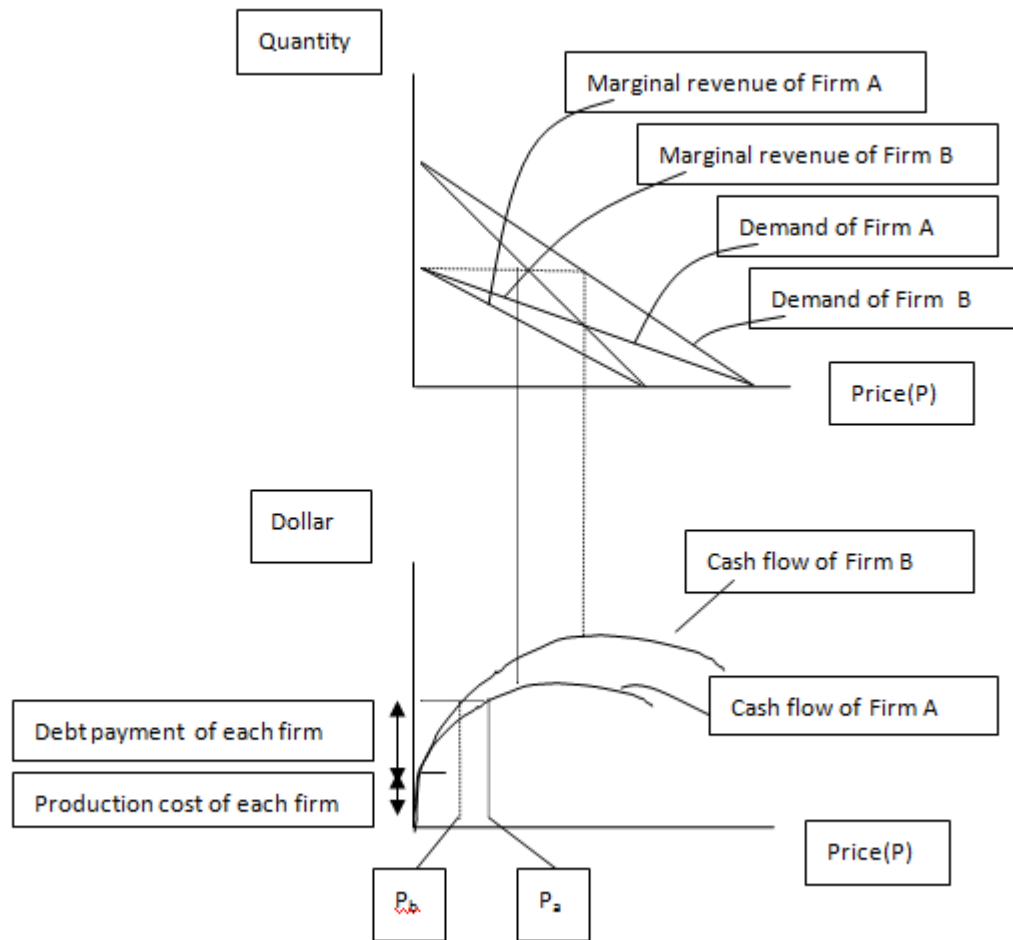 Quantity
Marginal revenue of Firm A
Marginal revenue of Firm B
Demand of Firm A
Demand of Firm B
Price(P)
Dollar
Cash flow of Firm B
Cash flow of Firm A
Debt payment of each firm
Production cost of each firm
Price(P)
Pb
Pa